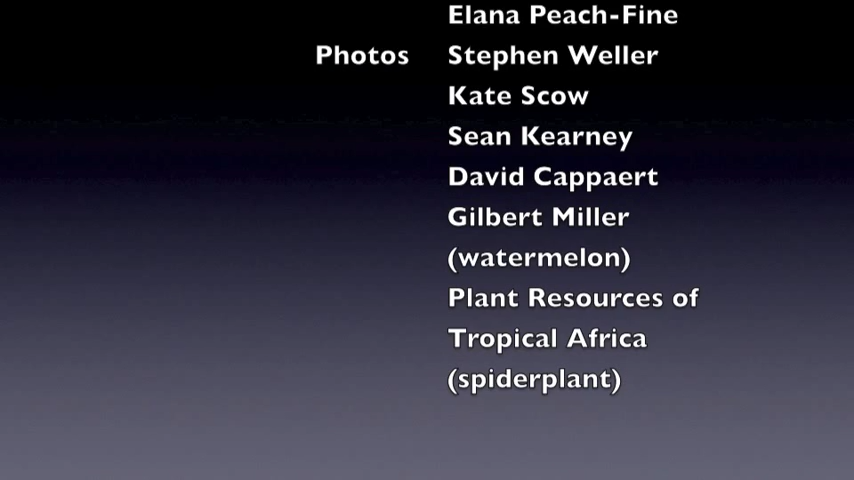 Elana Peach-Fine
Photos Stephen Weller
Kate Scow
Sean Kearney
David Cappaert
Gilbert Miller
(watermelon)
Plant Resources of
Tropical Africa
(spiderplant)